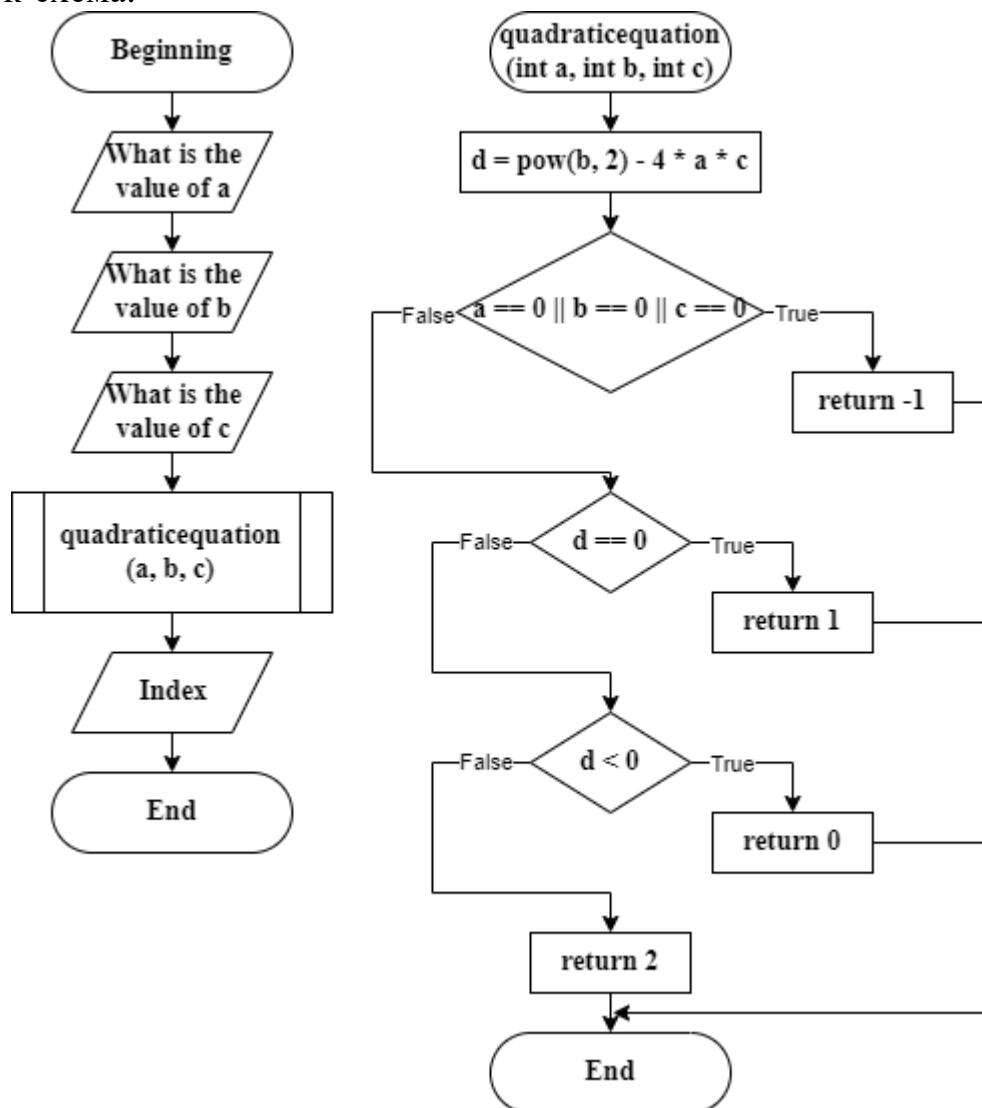 Beginning
What is the
value of a
What is the
value of b
What is the
value of c
quadraticequation
(a, b, c)
Index
End
quadraticequation
(int a, int b, int c)
d = pow(b, 2) - 4 * a * c
a == 0 || b == 0 || c == 0
False
True
return -1
d == 0
False
True
return 1
d < 0
False
True
return 0
return 2
End